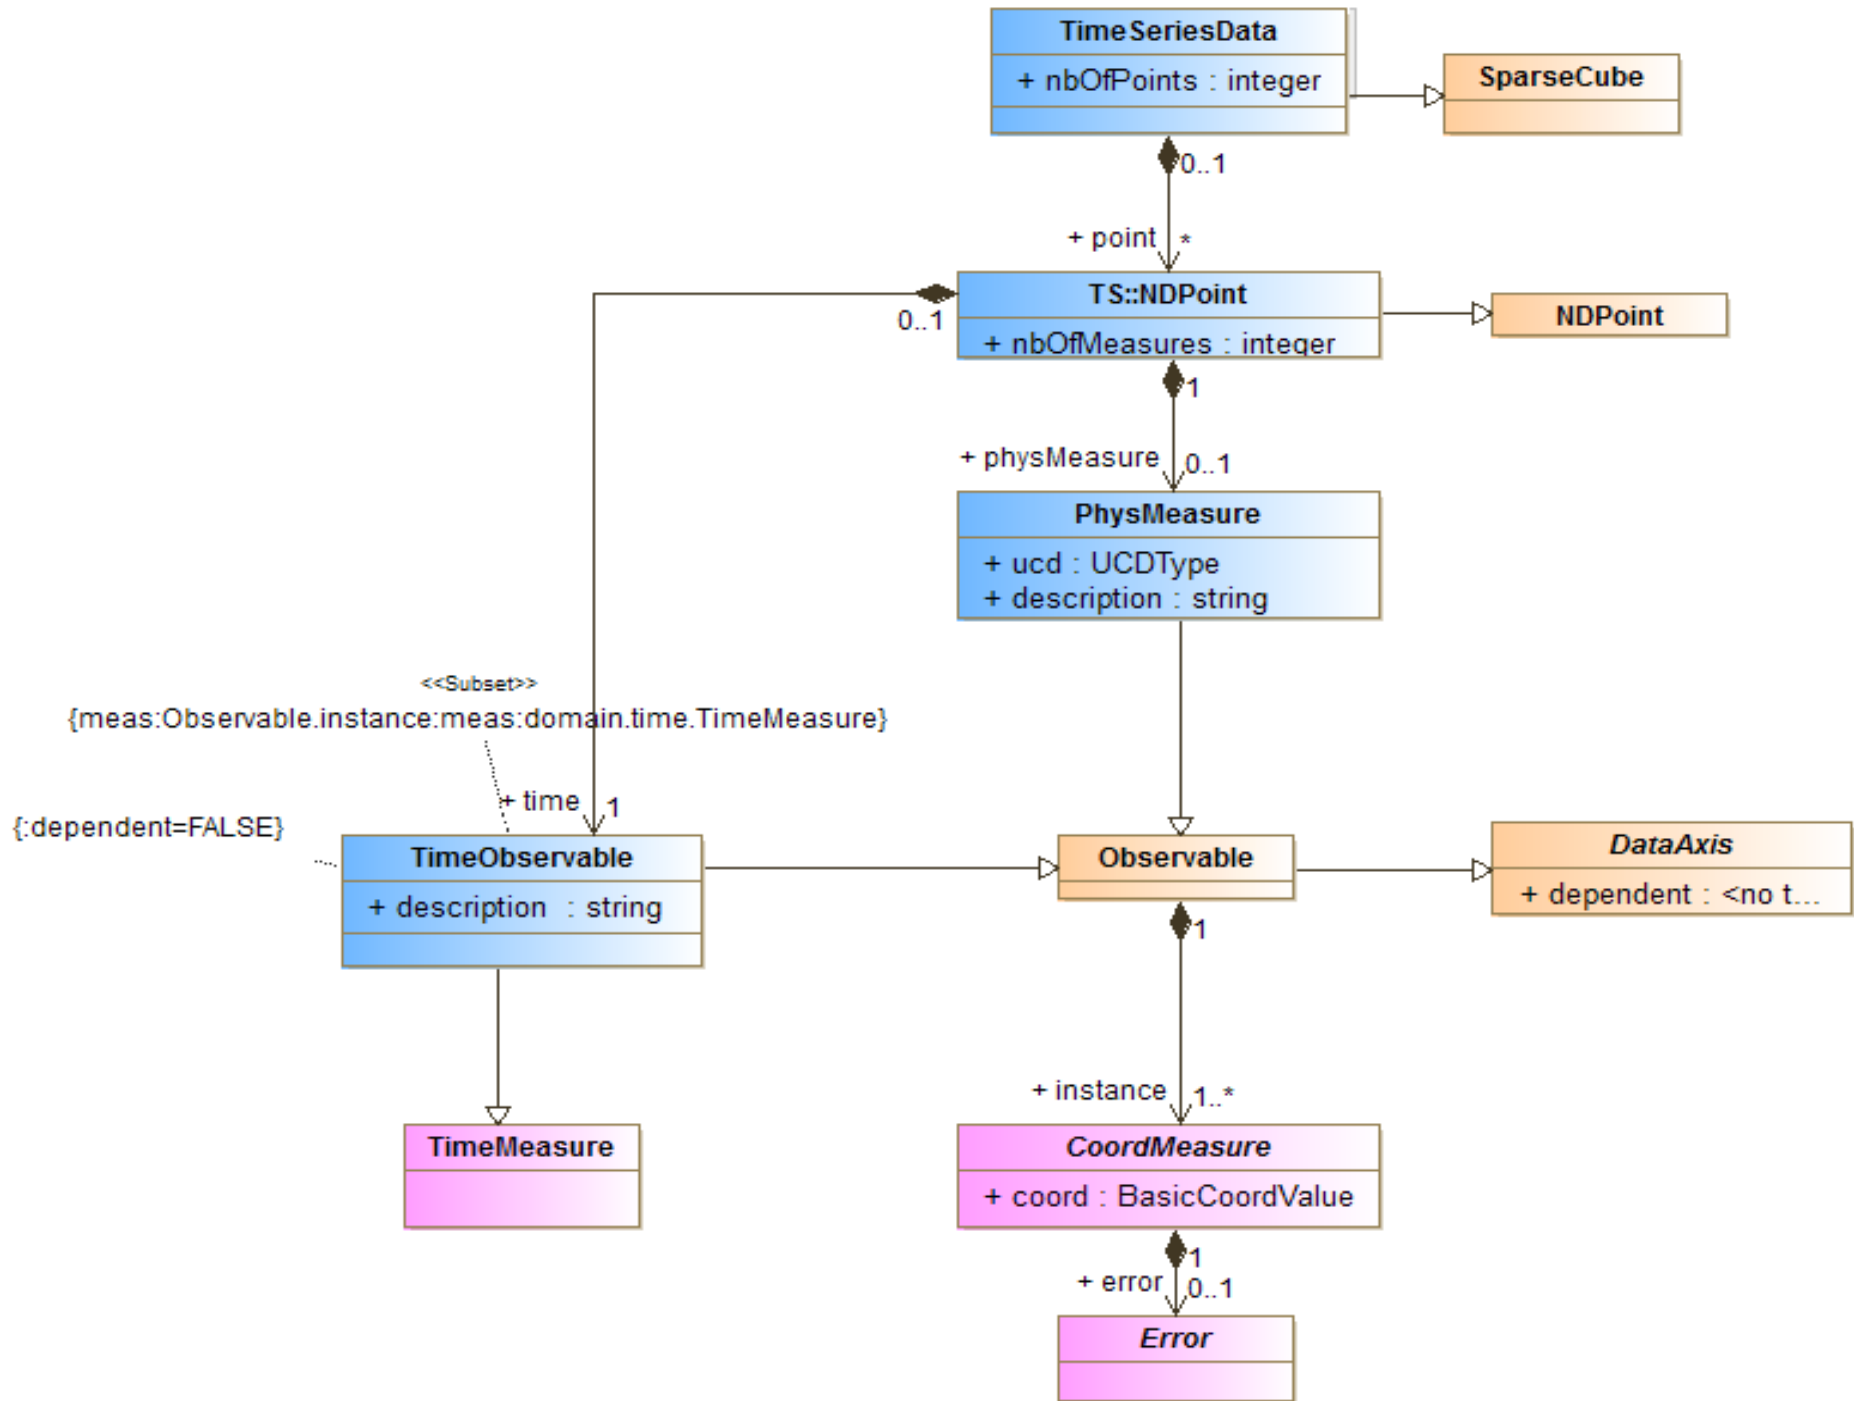 TimeSeriesData
+ nbOfPoints : integer
SparseCube
0..1
+ point
*
TS::NDPoint
+ nbOfMeasures : integer
NDPoint
0..1
1
+ physMeasure
0..1
PhysMeasure
+ ucd : UCDType
+ description : string
<<Subset>>
{meas:Observable.instance:meas:domain.time.TimeMeasure}
+ time
1
{:dependent=FALSE}
TimeObservable
+ description : string
Observable
DataAxis
+ dependent : <no t...
1
+ instance
1..*
TimeMeasure
CoordMeasure
+ coord : BasicCoordValue
1
+ error
0..1
Error